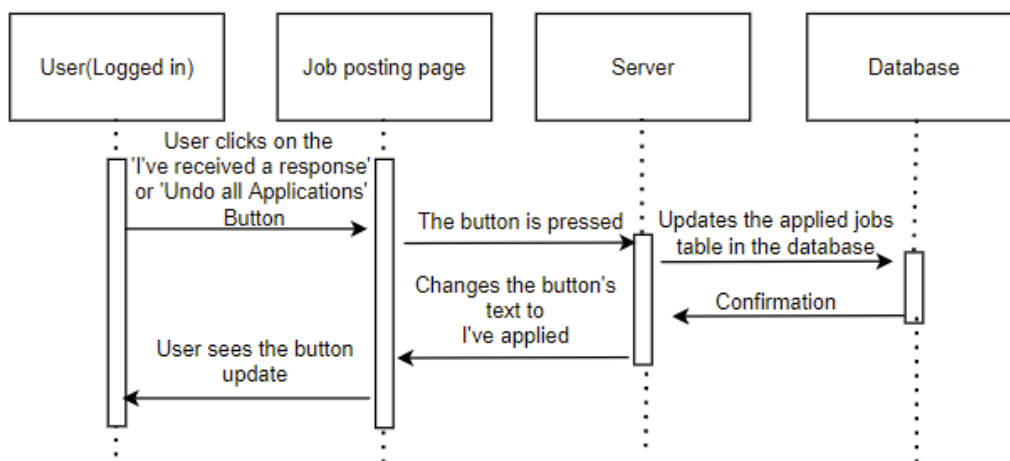 User(Logged in)
Job posting page
Server
Database
User clicks on the
'I've received a response'
or 'Undo all Applications'
Button
The button is pressed
Updates the applied jobs
table in the database
Changes the button's
text to
I've applied
Confirmation
User sees the button
update